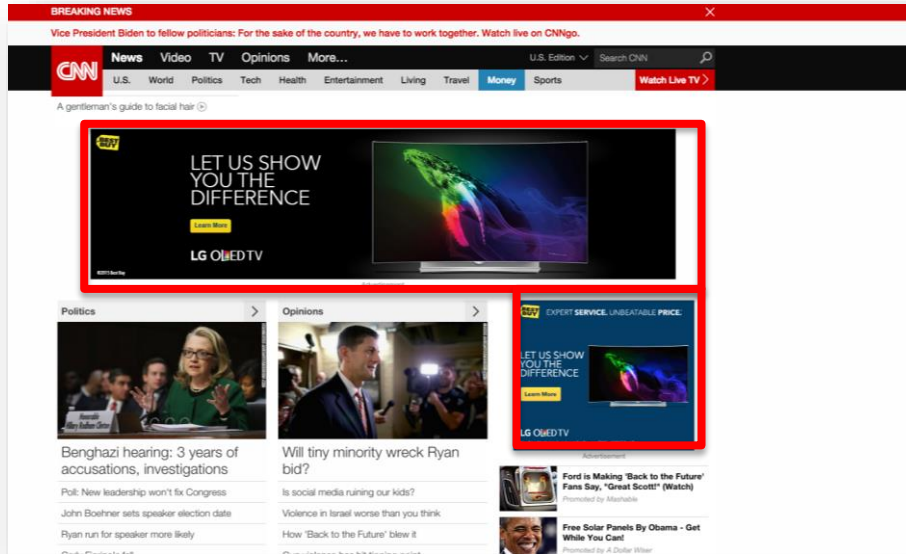 BREAKING NEWS
Vice President Biden to fellow politicians: For the sake of the country, we have to work together. Watch live on CNNgo.
CNN
News Video TV Opinions More...
U.S. Edition Search CNN
U.S. World Politics Tech Health Entertainment Living Travel Money Sports
Watch Live TV
A gentleman's guide to facial hair
BEST BUY
LET US SHOW
YOU THE
DIFFERENCE
Learn More
LG OLED TV
©2015 Best Buy
Advertisement
Politics
Honorable
Hillary Rodham Clinton
Benghazi hearing: 3 years of
accusations, investigations
Poll: New leadership won't fix Congress
John Boehner sets speaker election date
Ryan run for speaker more likely
Opinions
Will tiny minority wreck Ryan
bid?
Is social media ruining our kids?
Violence in Israel worse than you think
How 'Back to the Future' blew it
BEST BUY
EXPERT SERVICE. UNBEATABLE PRICE.
LET US SHOW
YOU THE
DIFFERENCE
Learn More
LG OLED TV
Advertisement
Ford is Making 'Back to the Future'
Fans Say, "Great Scott!" (Watch)
Promoted by Mashable
Free Solar Panels By Obama - Get
While You Can!
Promoted by A Dollar Wiser